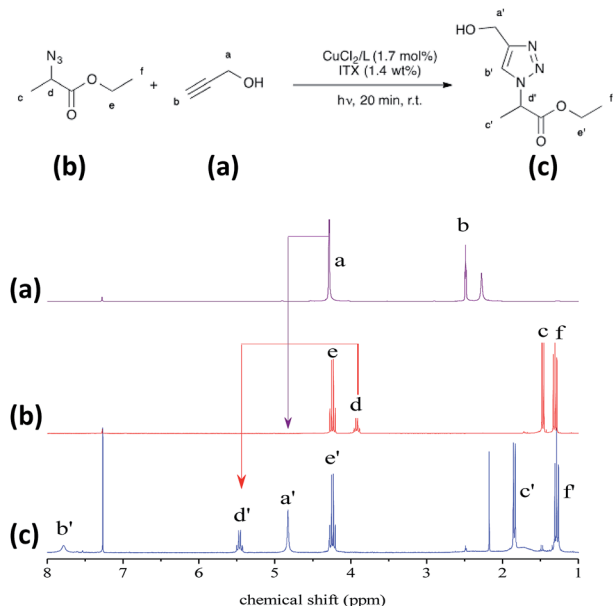 a'
HO
N
N
N
b'
d'
O
f
c'
O
e'
N3
O
f
c
d
O
e
+
a
b
OH
CuCl2/L (1.7 mol%)
ITX (1.4 wt%)
hν, 20 min, r.t.
(b)
(a)
(c)
(a)
a
b
(b)
e
d
c
f
(c)
b'
d'
a'
e'
c'
f'
8 7 6 5 4 3 2 1
chemical shift (ppm)